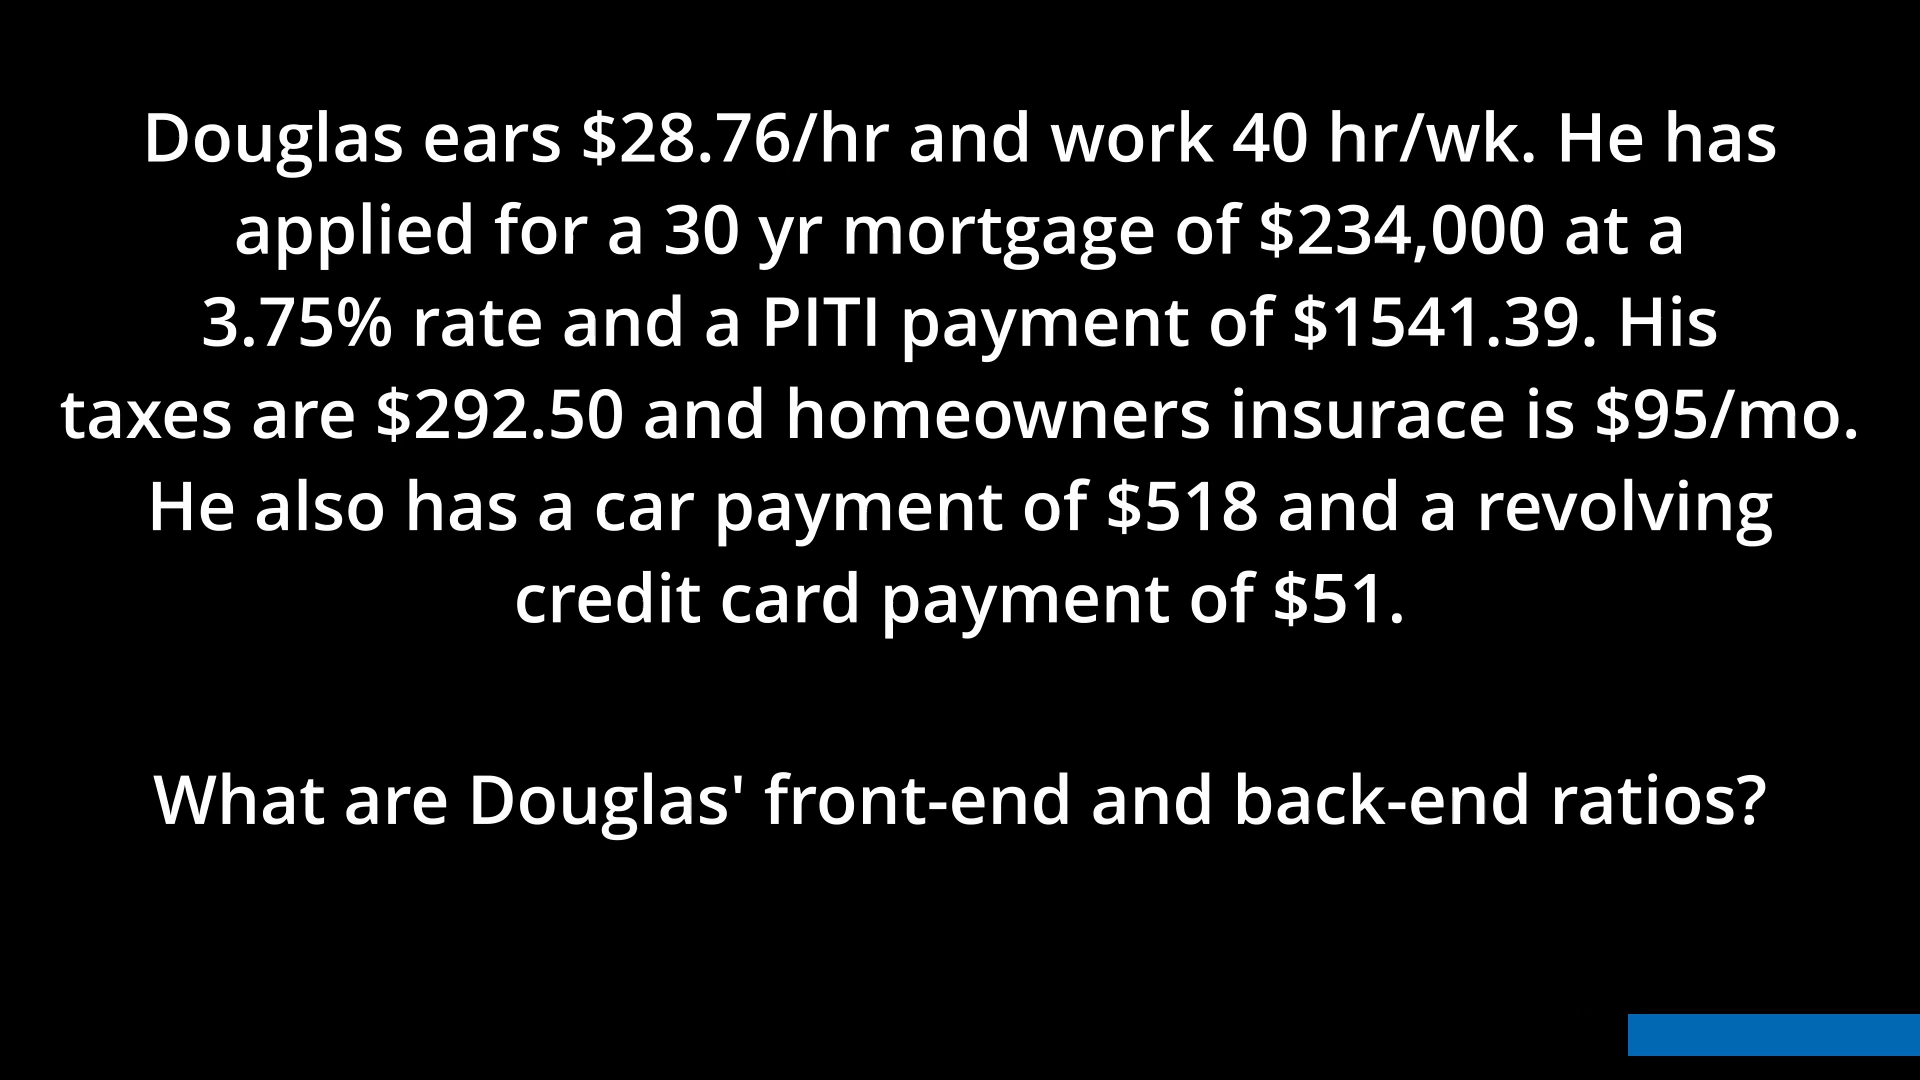 Douglas ears $28.76/hr and work 40 hr/wk. He has
applied for a 30 yr mortgage of $234,000 at a
3.75% rate and a PITI payment of $1541.39. His
taxes are $292.50 and homeowners insurace is $95/mo.
He also has a car payment of $518 and a revolving
credit card payment of $51.
What are Douglas' front-end and back-end ratios?